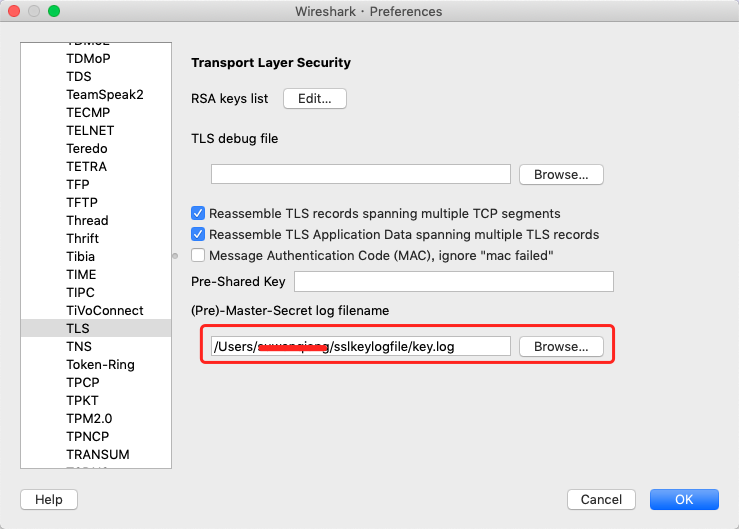 Wireshark · Preferences
TDMoP
TDS
TeamSpeak2
TECMP
TELNET
Teredo
TETRA
TFP
TFTP
Thread
Thrift
Tibia
TIME
TIPC
TiVoConnect
TLS
TNS
Token-Ring
TPCP
TPKT
TPM2.0
TPNCP
TRANSUM
Transport Layer Security
RSA keys list Edit...
TLS debug file
Browse...
Reassemble TLS records spanning multiple TCP segments
Reassemble TLS Application Data spanning multiple TLS records
Message Authentication Code (MAC), ignore "mac failed"
Pre-Shared Key
(Pre)-Master-Secret log filename
/Users/ /sslkeylogfile/key.log Browse...
Help Cancel OK